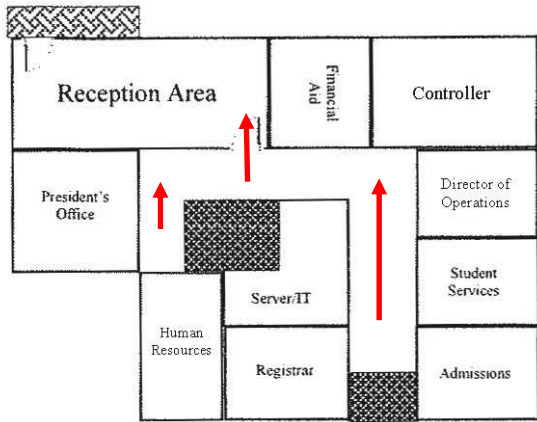 Reception Area
Financial
Aid
Controller
President's
Office
Director of
Operations
Student
Services
Server/IT
Human
Resources
Registrar
Admissions